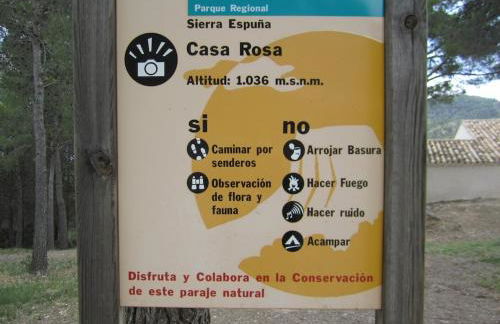 Parque Regional
Sierra Espuña
Casa Rosa
Altitud: 1.036 m.s.n.m.
si
no
Caminar por
senderos
Observación
de flora y
fauna
Arrojar Basura
Hacer Fuego
Hacer ruido
Acampar
Disfruta y Colabora en la Conservación
de este paraje natural